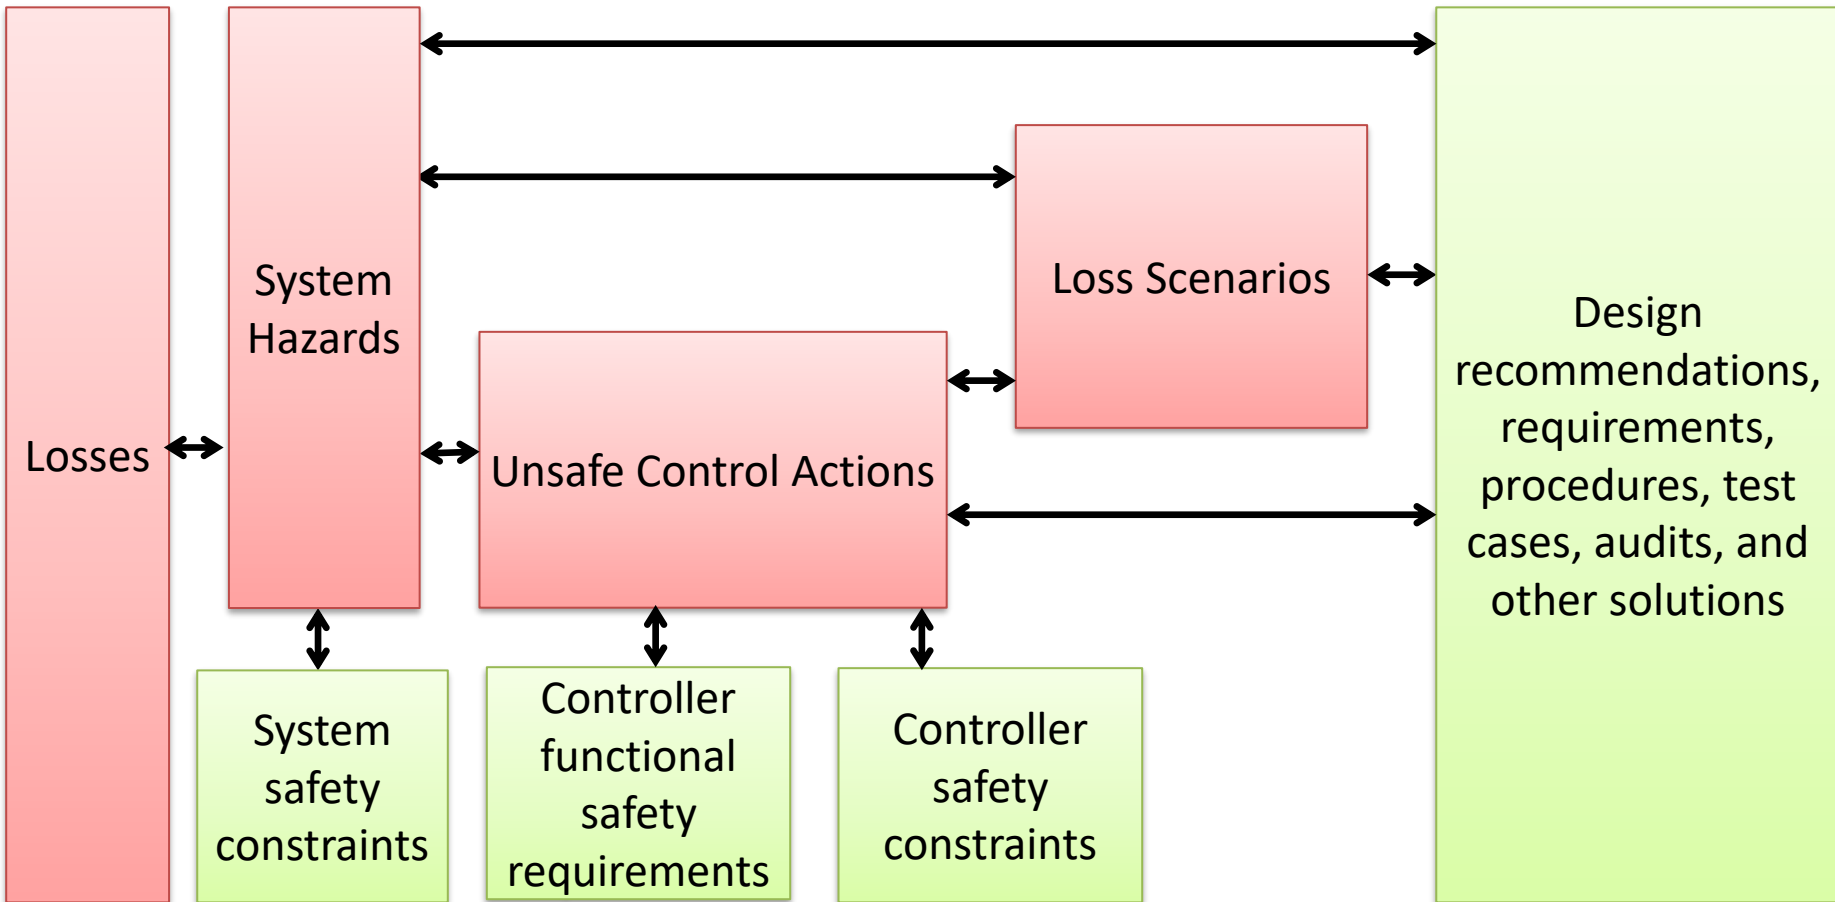 Losses
System
Hazards
Unsafe Control Actions
Loss Scenarios
Design
recommendations,
requirements,
procedures, test
cases, audits, and
other solutions
System
safety
constraints
Controller
functional
safety
requirements
Controller
safety
constraints